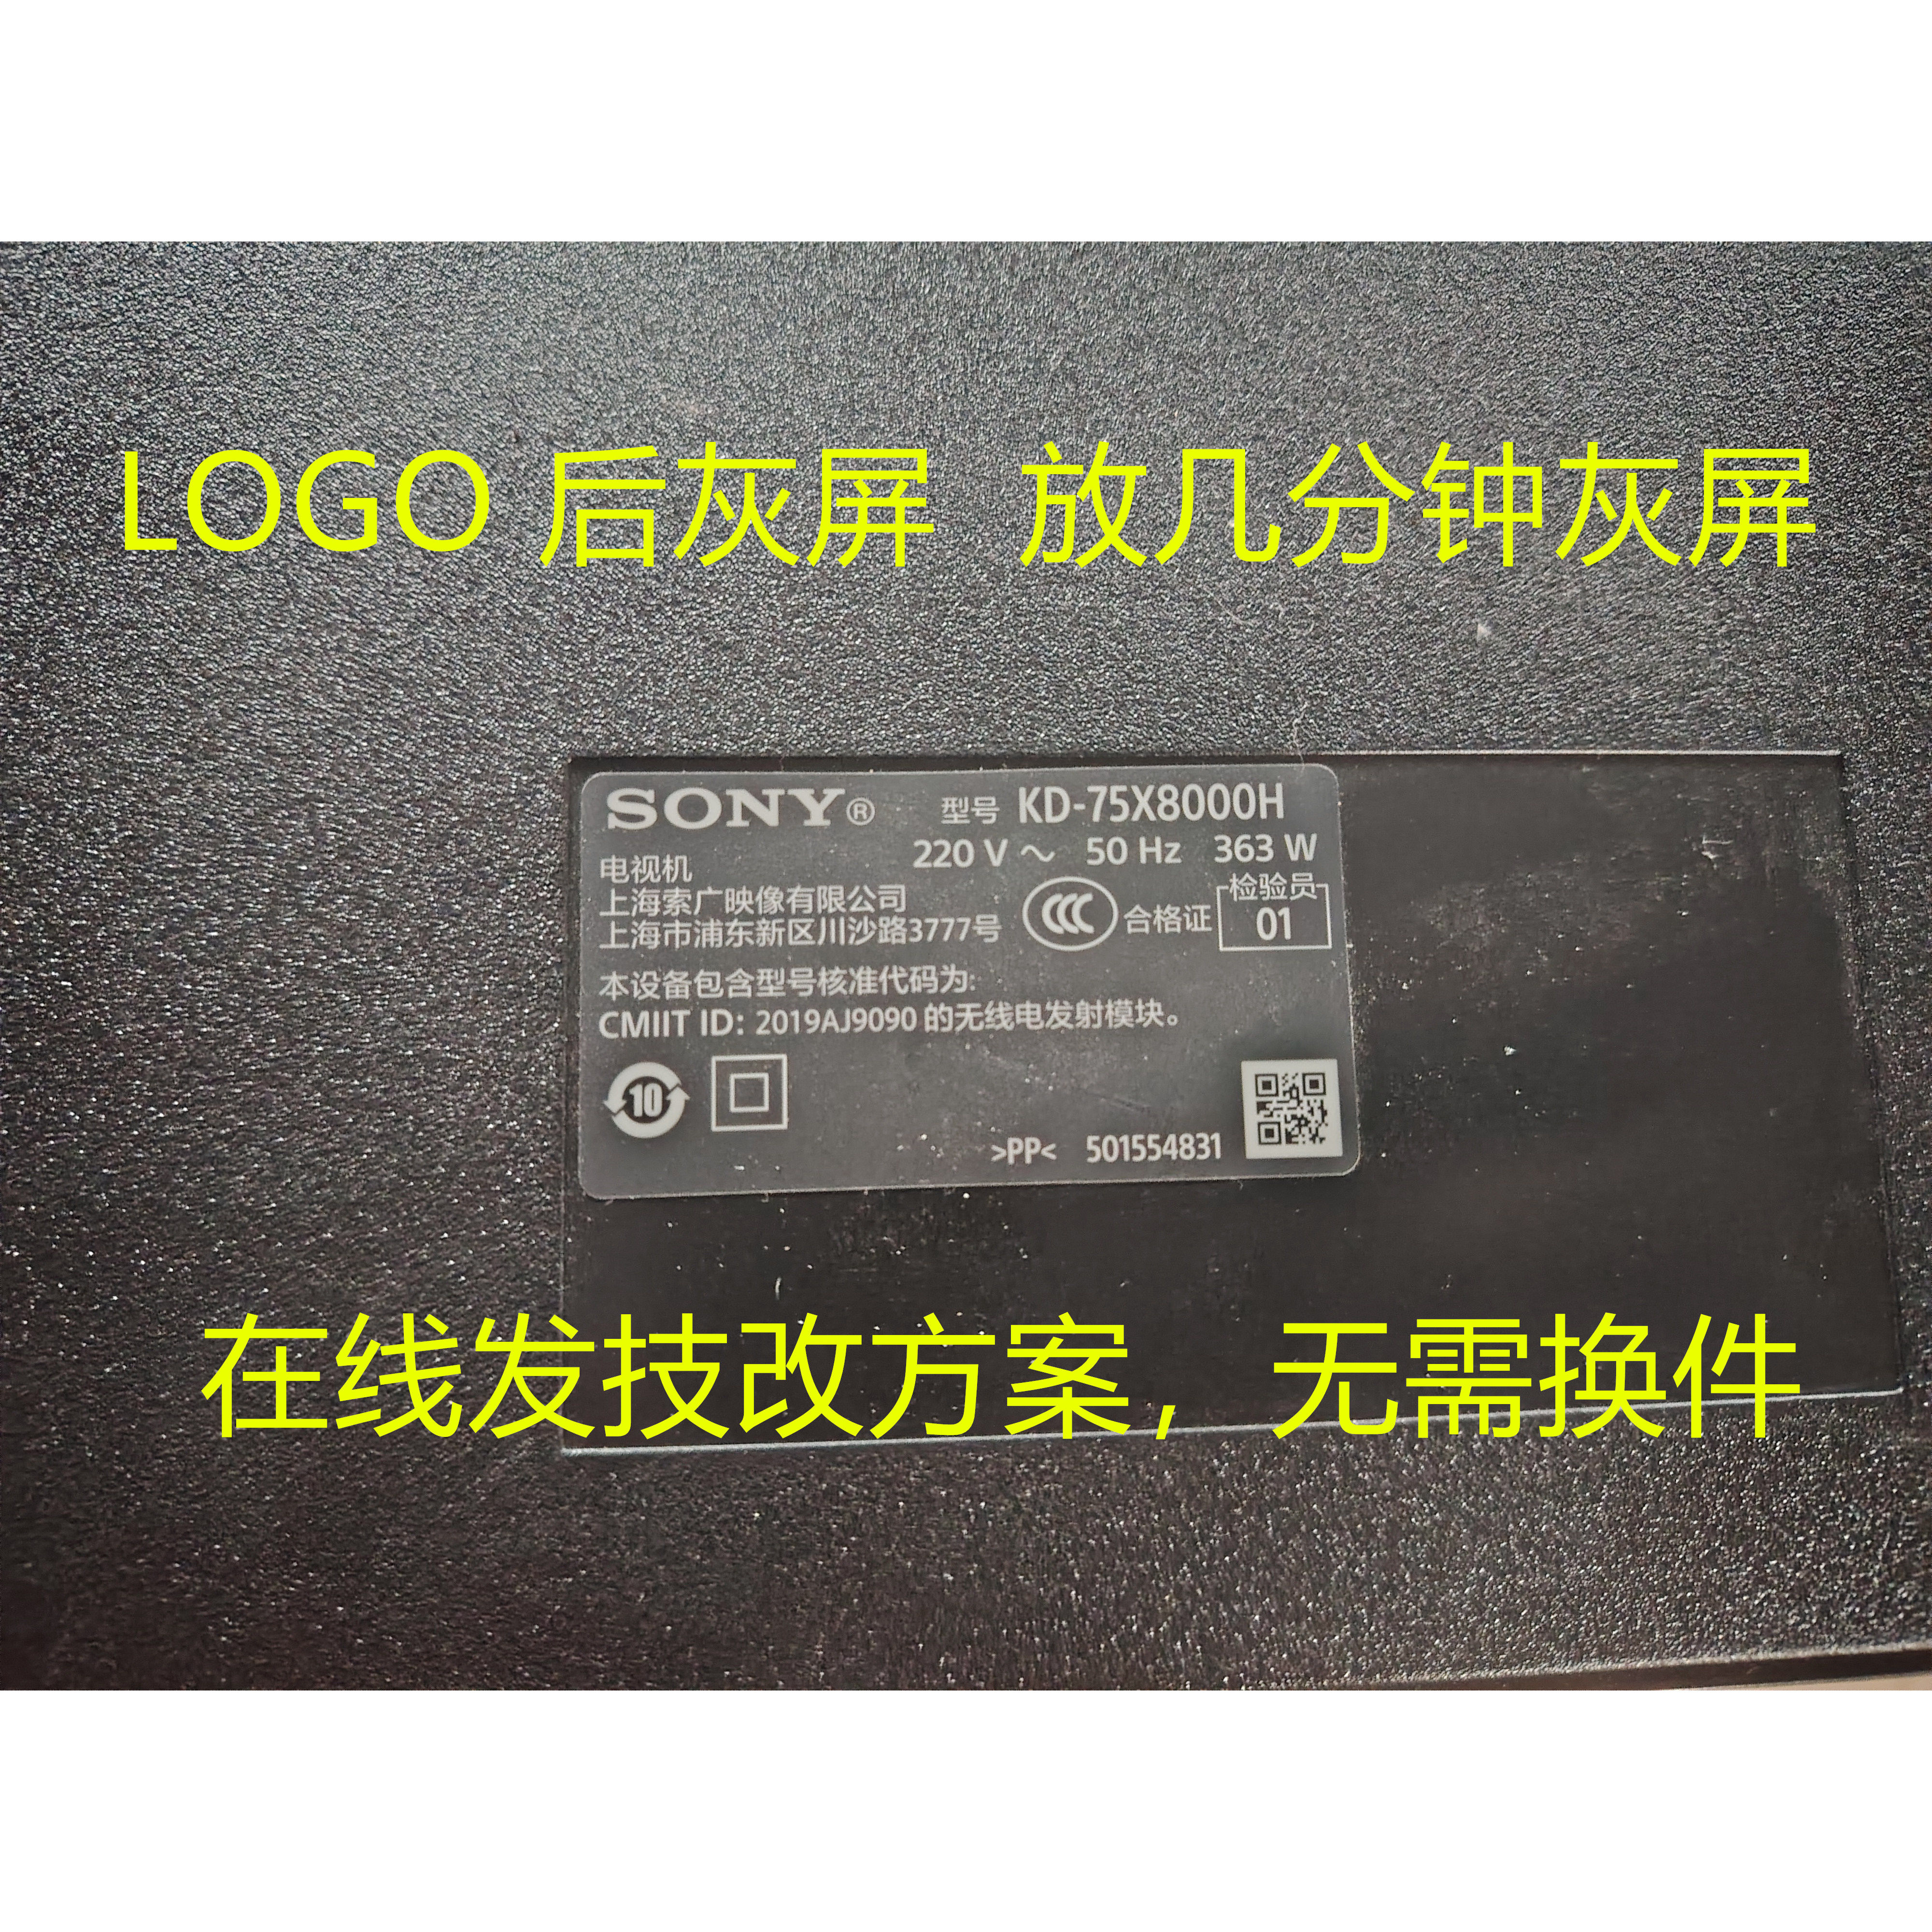 LOGO 后灰屏 放几分钟灰屏
SONY® 型号 KD-75X8000H
220 V ～ 50 Hz 363 W
电视机
上海索广映像有限公司
上海市浦东新区川沙路3777号
CCC 合格证 检验员 01
本设备包含型号核准代码为:
CMIIT ID: 2019AJ9090 的无线电发射模块。
10
>PP< 501554831
在线发技改方案，无需换件